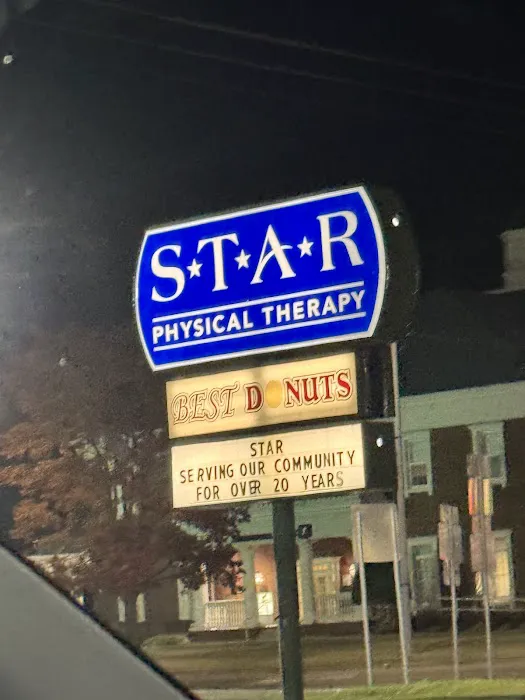 S★T★A★R
PHYSICAL THERAPY
BEST DONUTS
STAR
SERVING OUR COMMUNITY
FOR OVER 20 YEARS